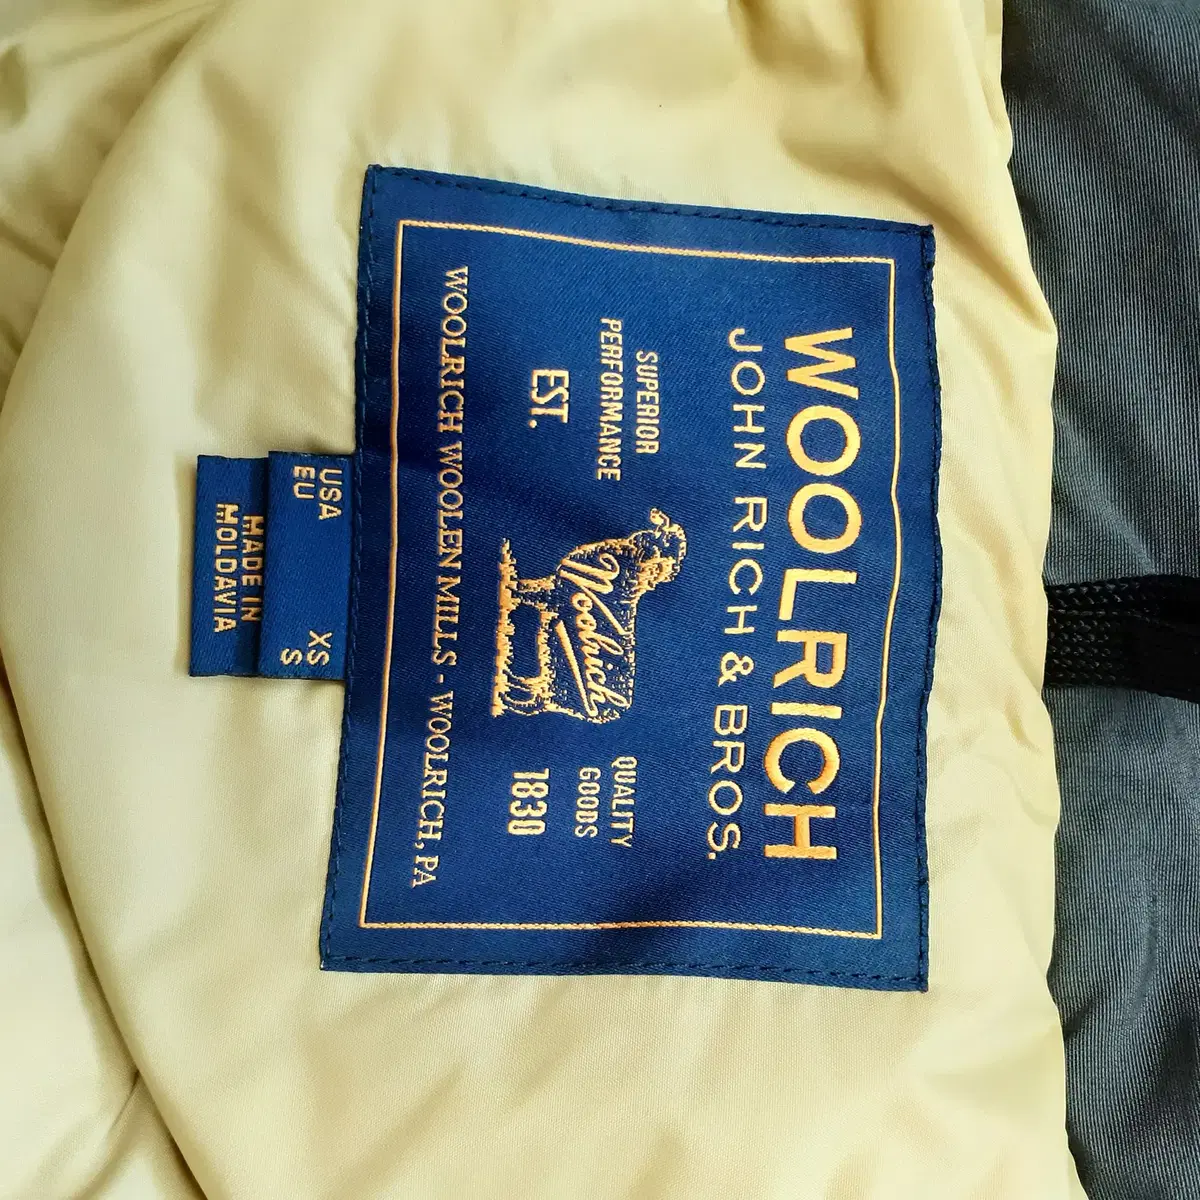 WOOLRICH
JOHN RICH & BROS.
SUPERIOR
PERFORMANCE
EST.
Woolrich
QUALITY
GOODS
1830
WOOLRICH WOOLEN MILLS - WOOLRICH, PA
USA XS
EU S
MADE IN
MOLDAVIA